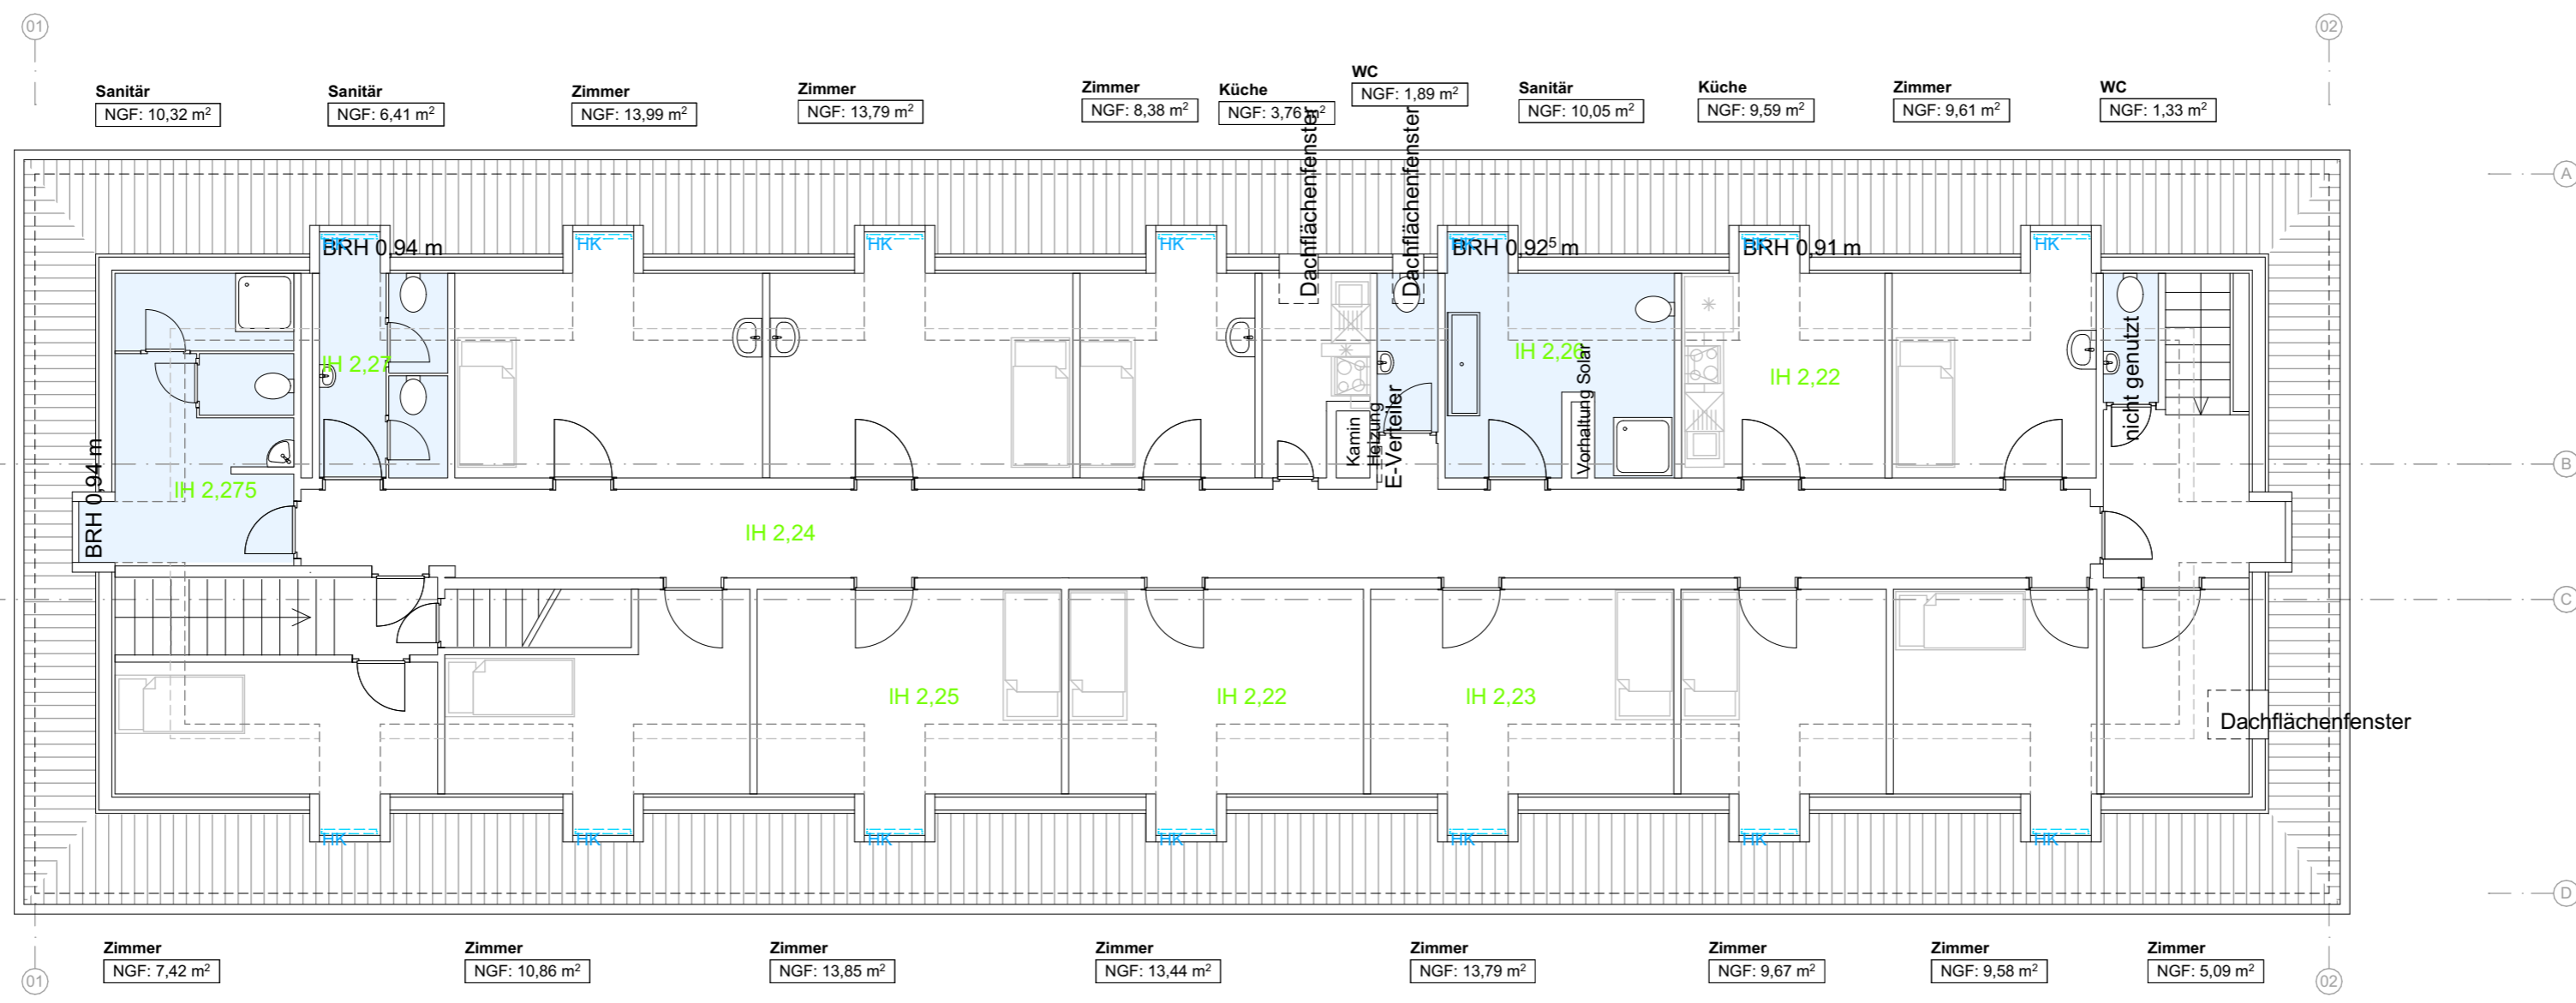 01
02
Sanitär
NGF: 10,32 m²
Sanitär
NGF: 6,41 m²
Zimmer
NGF: 13,99 m²
Zimmer
NGF: 13,79 m²
Zimmer
NGF: 8,38 m²
Küche
NGF: 3,76 m²
WC
NGF: 1,89 m²
Sanitär
NGF: 10,05 m²
Küche
NGF: 9,59 m²
Zimmer
NGF: 9,61 m²
WC
NGF: 1,33 m²
A
Dachflächenfenster
Dachflächenfenster
HK
BRH 0,94 m
HK
HK
HK
HK
BRH 0,92⁵ m
HK
BRH 0,91 m
HK
IH 2,27
IH 2,26
IH 2,22
Vorhaltung Solar
nicht genutzt
Kamin
Heizung
E-Verteiler
B
BRH 0,94 m
IH 2,275
IH 2,24
C
IH 2,25
IH 2,22
IH 2,23
Dachflächenfenster
HK
HK
HK
HK
HK
HK
HK
D
Zimmer
NGF: 7,42 m²
Zimmer
NGF: 10,86 m²
Zimmer
NGF: 13,85 m²
Zimmer
NGF: 13,44 m²
Zimmer
NGF: 13,79 m²
Zimmer
NGF: 9,67 m²
Zimmer
NGF: 9,58 m²
Zimmer
NGF: 5,09 m²
01
02